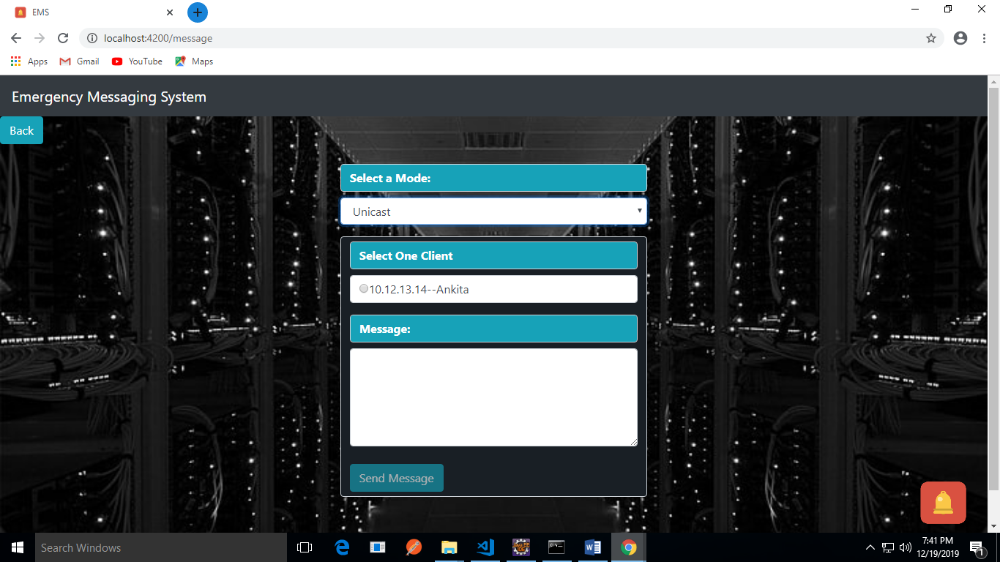 EMS
localhost:4200/message
Apps Gmail YouTube Maps
Emergency Messaging System
Back
Select a Mode:
Unicast
Select One Client
10.12.13.14--Ankita
Message:
Send Message
Search Windows
7:41 PM
12/19/2019
1